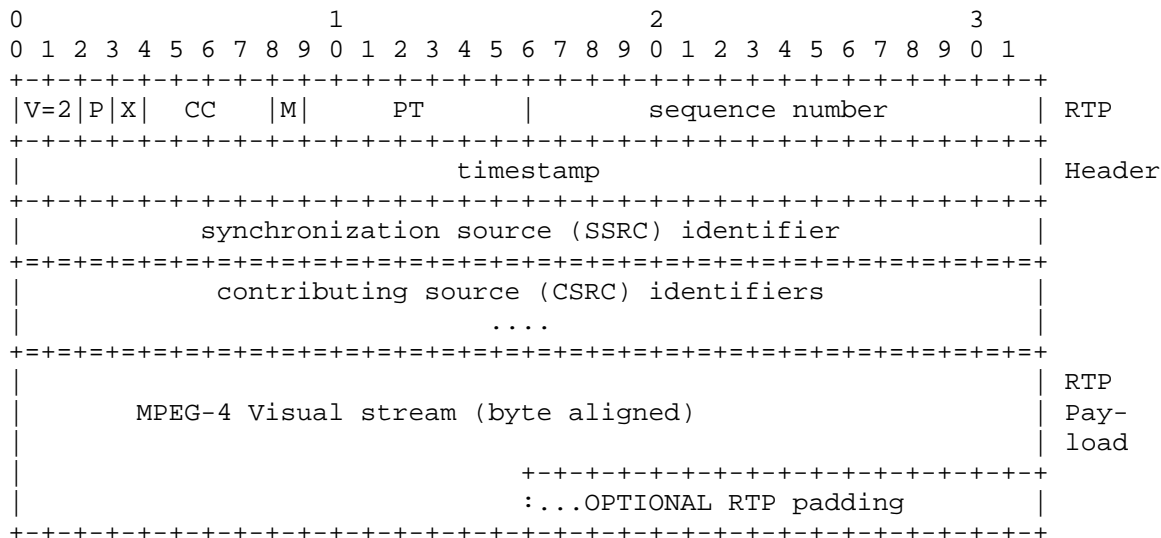 0                   1                   2                   3
0 1 2 3 4 5 6 7 8 9 0 1 2 3 4 5 6 7 8 9 0 1 2 3 4 5 6 7 8 9 0 1
+-+-+-+-+-+-+-+-+-+-+-+-+-+-+-+-+-+-+-+-+-+-+-+-+-+-+-+-+-+-+-+-+
|V=2|P|X|  CC   |M|     PT      |       sequence number         | RTP
+-+-+-+-+-+-+-+-+-+-+-+-+-+-+-+-+-+-+-+-+-+-+-+-+-+-+-+-+-+-+-+-+
|                           timestamp                           | Header
+-+-+-+-+-+-+-+-+-+-+-+-+-+-+-+-+-+-+-+-+-+-+-+-+-+-+-+-+-+-+-+-+
|           synchronization source (SSRC) identifier            |
+=+=+=+=+=+=+=+=+=+=+=+=+=+=+=+=+=+=+=+=+=+=+=+=+=+=+=+=+=+=+=+=+
|            contributing source (CSRC) identifiers             |
|                             ....                              |
+=+=+=+=+=+=+=+=+=+=+=+=+=+=+=+=+=+=+=+=+=+=+=+=+=+=+=+=+=+=+=+=+
|                                                               | RTP
|       MPEG-4 Visual stream (byte aligned)                     | Pay-
|                                                               | load
|                               +-+-+-+-+-+-+-+-+-+-+-+-+-+-+-+-+
|                               :...OPTIONAL RTP padding        |
+-+-+-+-+-+-+-+-+-+-+-+-+-+-+-+-+-+-+-+-+-+-+-+-+-+-+-+-+-+-+-+-+